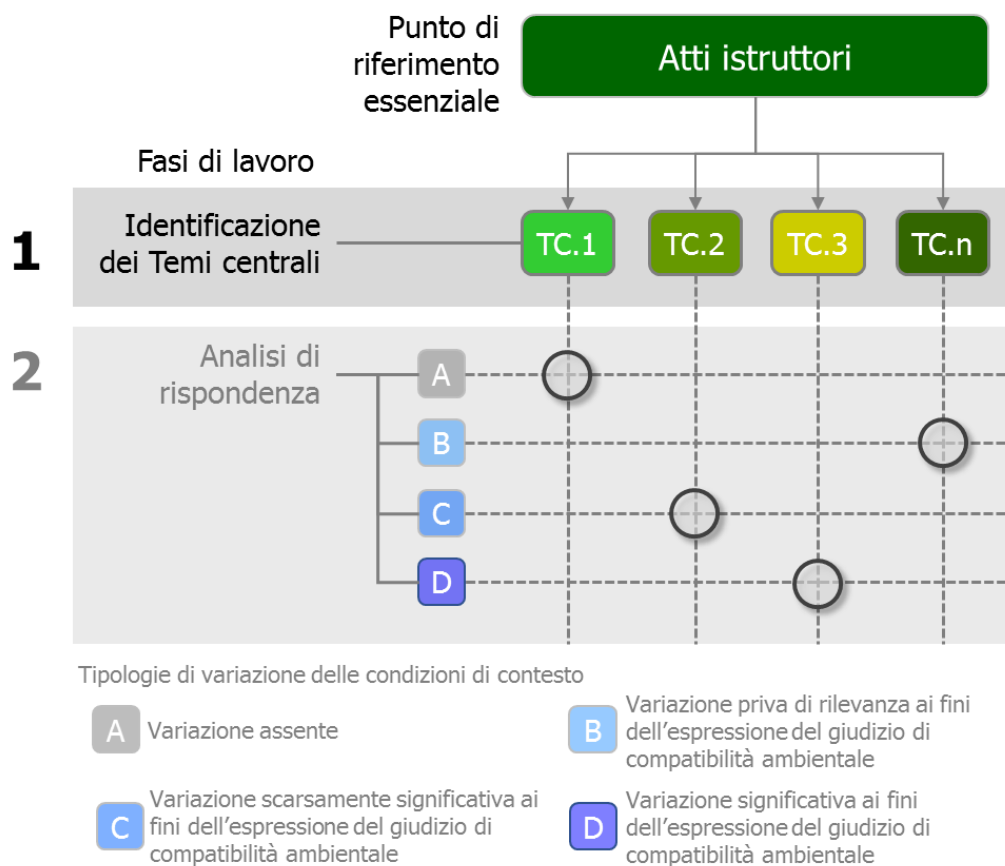 Punto di
riferimento
essenziale
Atti istruttori
Fasi di lavoro
1
Identificazione
dei Temi centrali
TC.1
TC.2
TC.3
TC.n
2
Analisi di
rispondenza
A
B
C
D
Tipologie di variazione delle condizioni di contesto
A
Variazione assente
B
Variazione priva di rilevanza ai fini
dell'espressione del giudizio di
compatibilità ambientale
C
Variazione scarsamente significativa ai
fini dell'espressione del giudizio di
compatibilità ambientale
D
Variazione significativa ai fini
dell'espressione del giudizio di
compatibilità ambientale